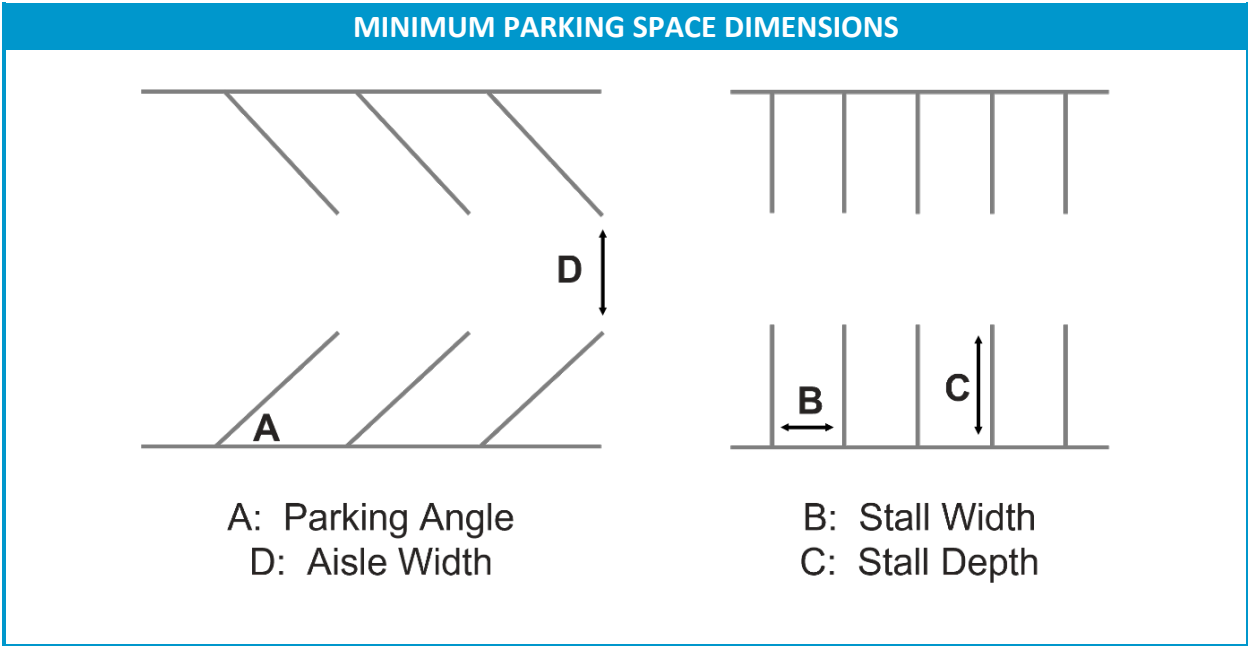 MINIMUM PARKING SPACE DIMENSIONS
D
A
B
C
A: Parking Angle
D: Aisle Width
B: Stall Width
C: Stall Depth